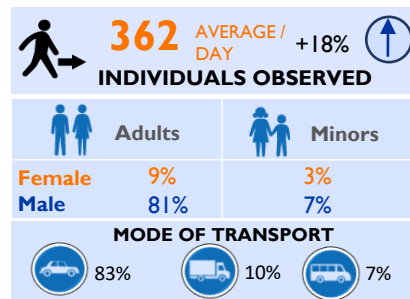 362 AVERAGE / DAY +18%
INDIVIDUALS OBSERVED
Adults Minors
Female 9% 3%
Male 81% 7%
MODE OF TRANSPORT
83% 10% 7%